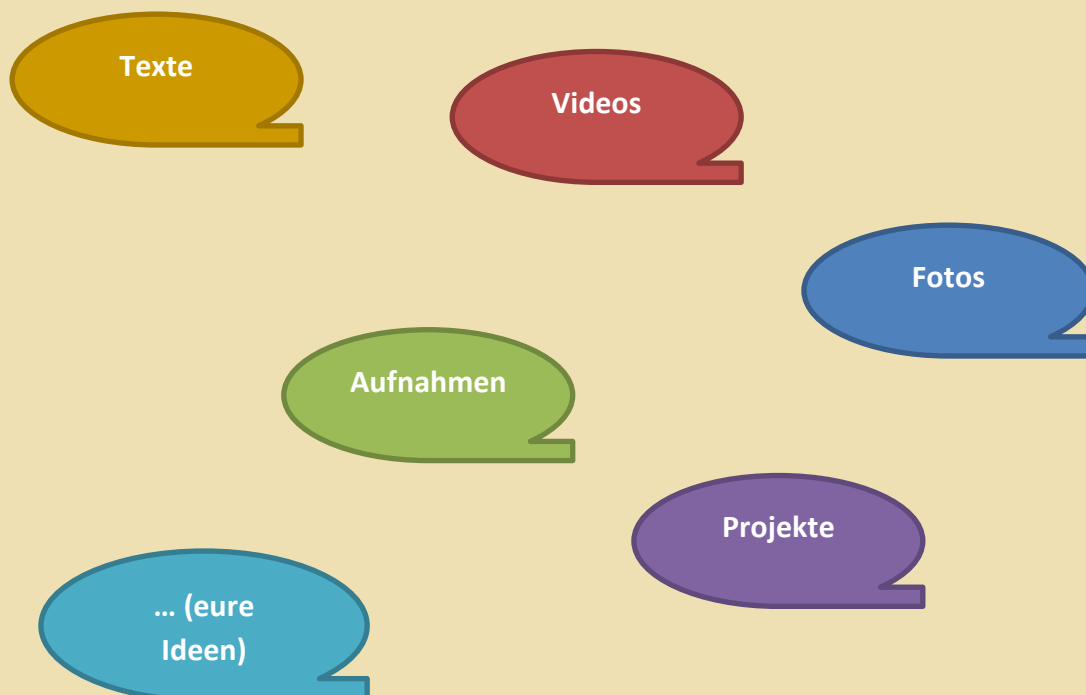 Texte
Videos
Fotos
Aufnahmen
Projekte
... (eure
Ideen)